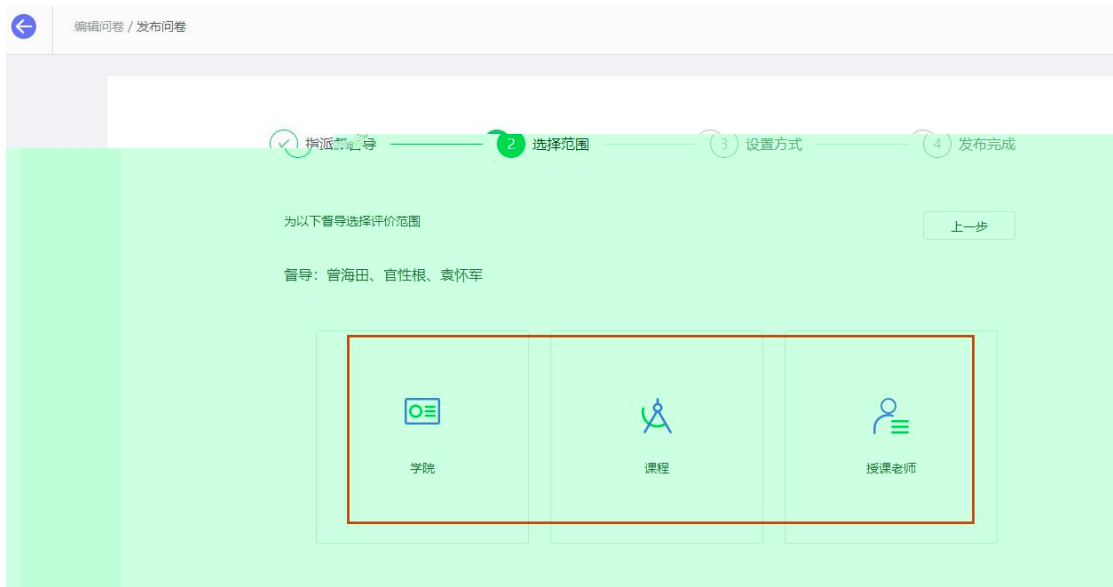 编辑问卷 / 发布问卷
指派督导 2 选择范围 3 设置方式 4 发布完成
为以下督导选择评价范围 上一步
督导：曾海田、官性根、袁怀军
学院 课程 授课老师